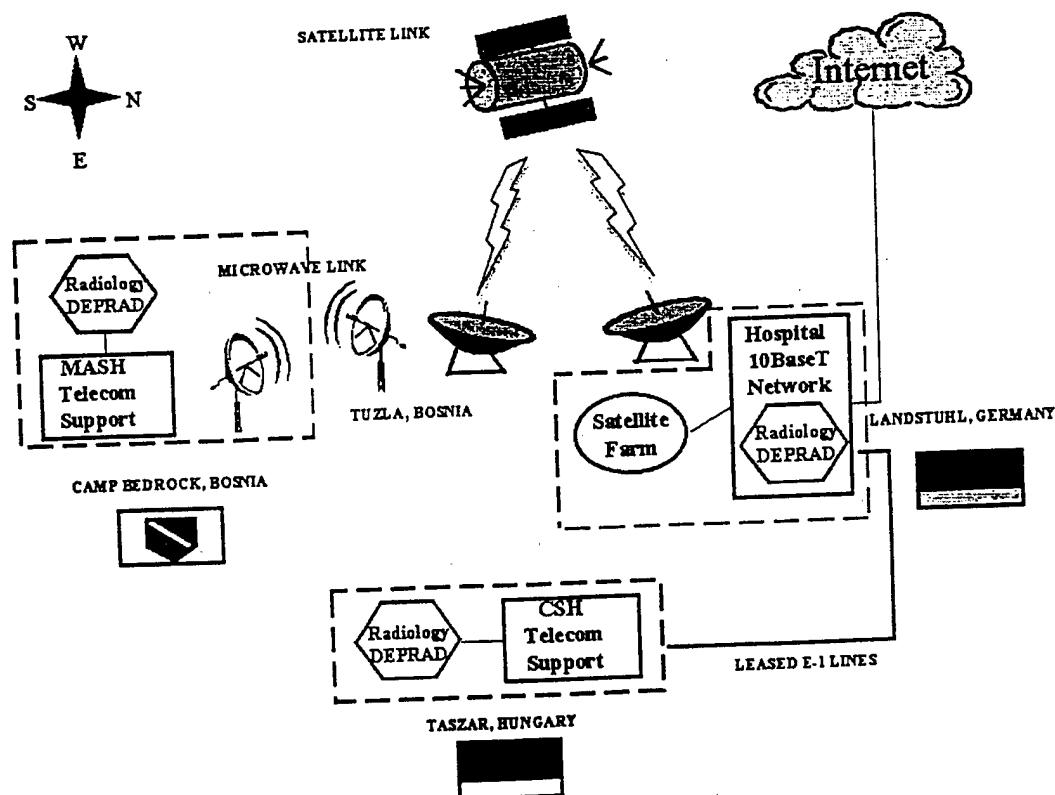 W
S
N
E
SATELLITE LINK
Internet
MICROWAVE LINK
Radiology
DEPRAD
MASH
Telecom
Support
TUZLA, BOSNIA
CAMP BEDROCK, BOSNIA
Hospital
10BaseT
Network
Satellite
Farm
Radiology
DEPRAD
LANDSTUHL, GERMANY
Radiology
DEPRAD
CSH
Telecom
Support
LEASED E-1 LINES
TASZAR, HUNGARY